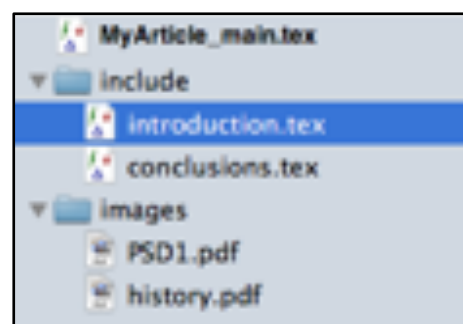 MyArticle_main.tex
include
introduction.tex
conclusions.tex
images
PSD1.pdf
history.pdf